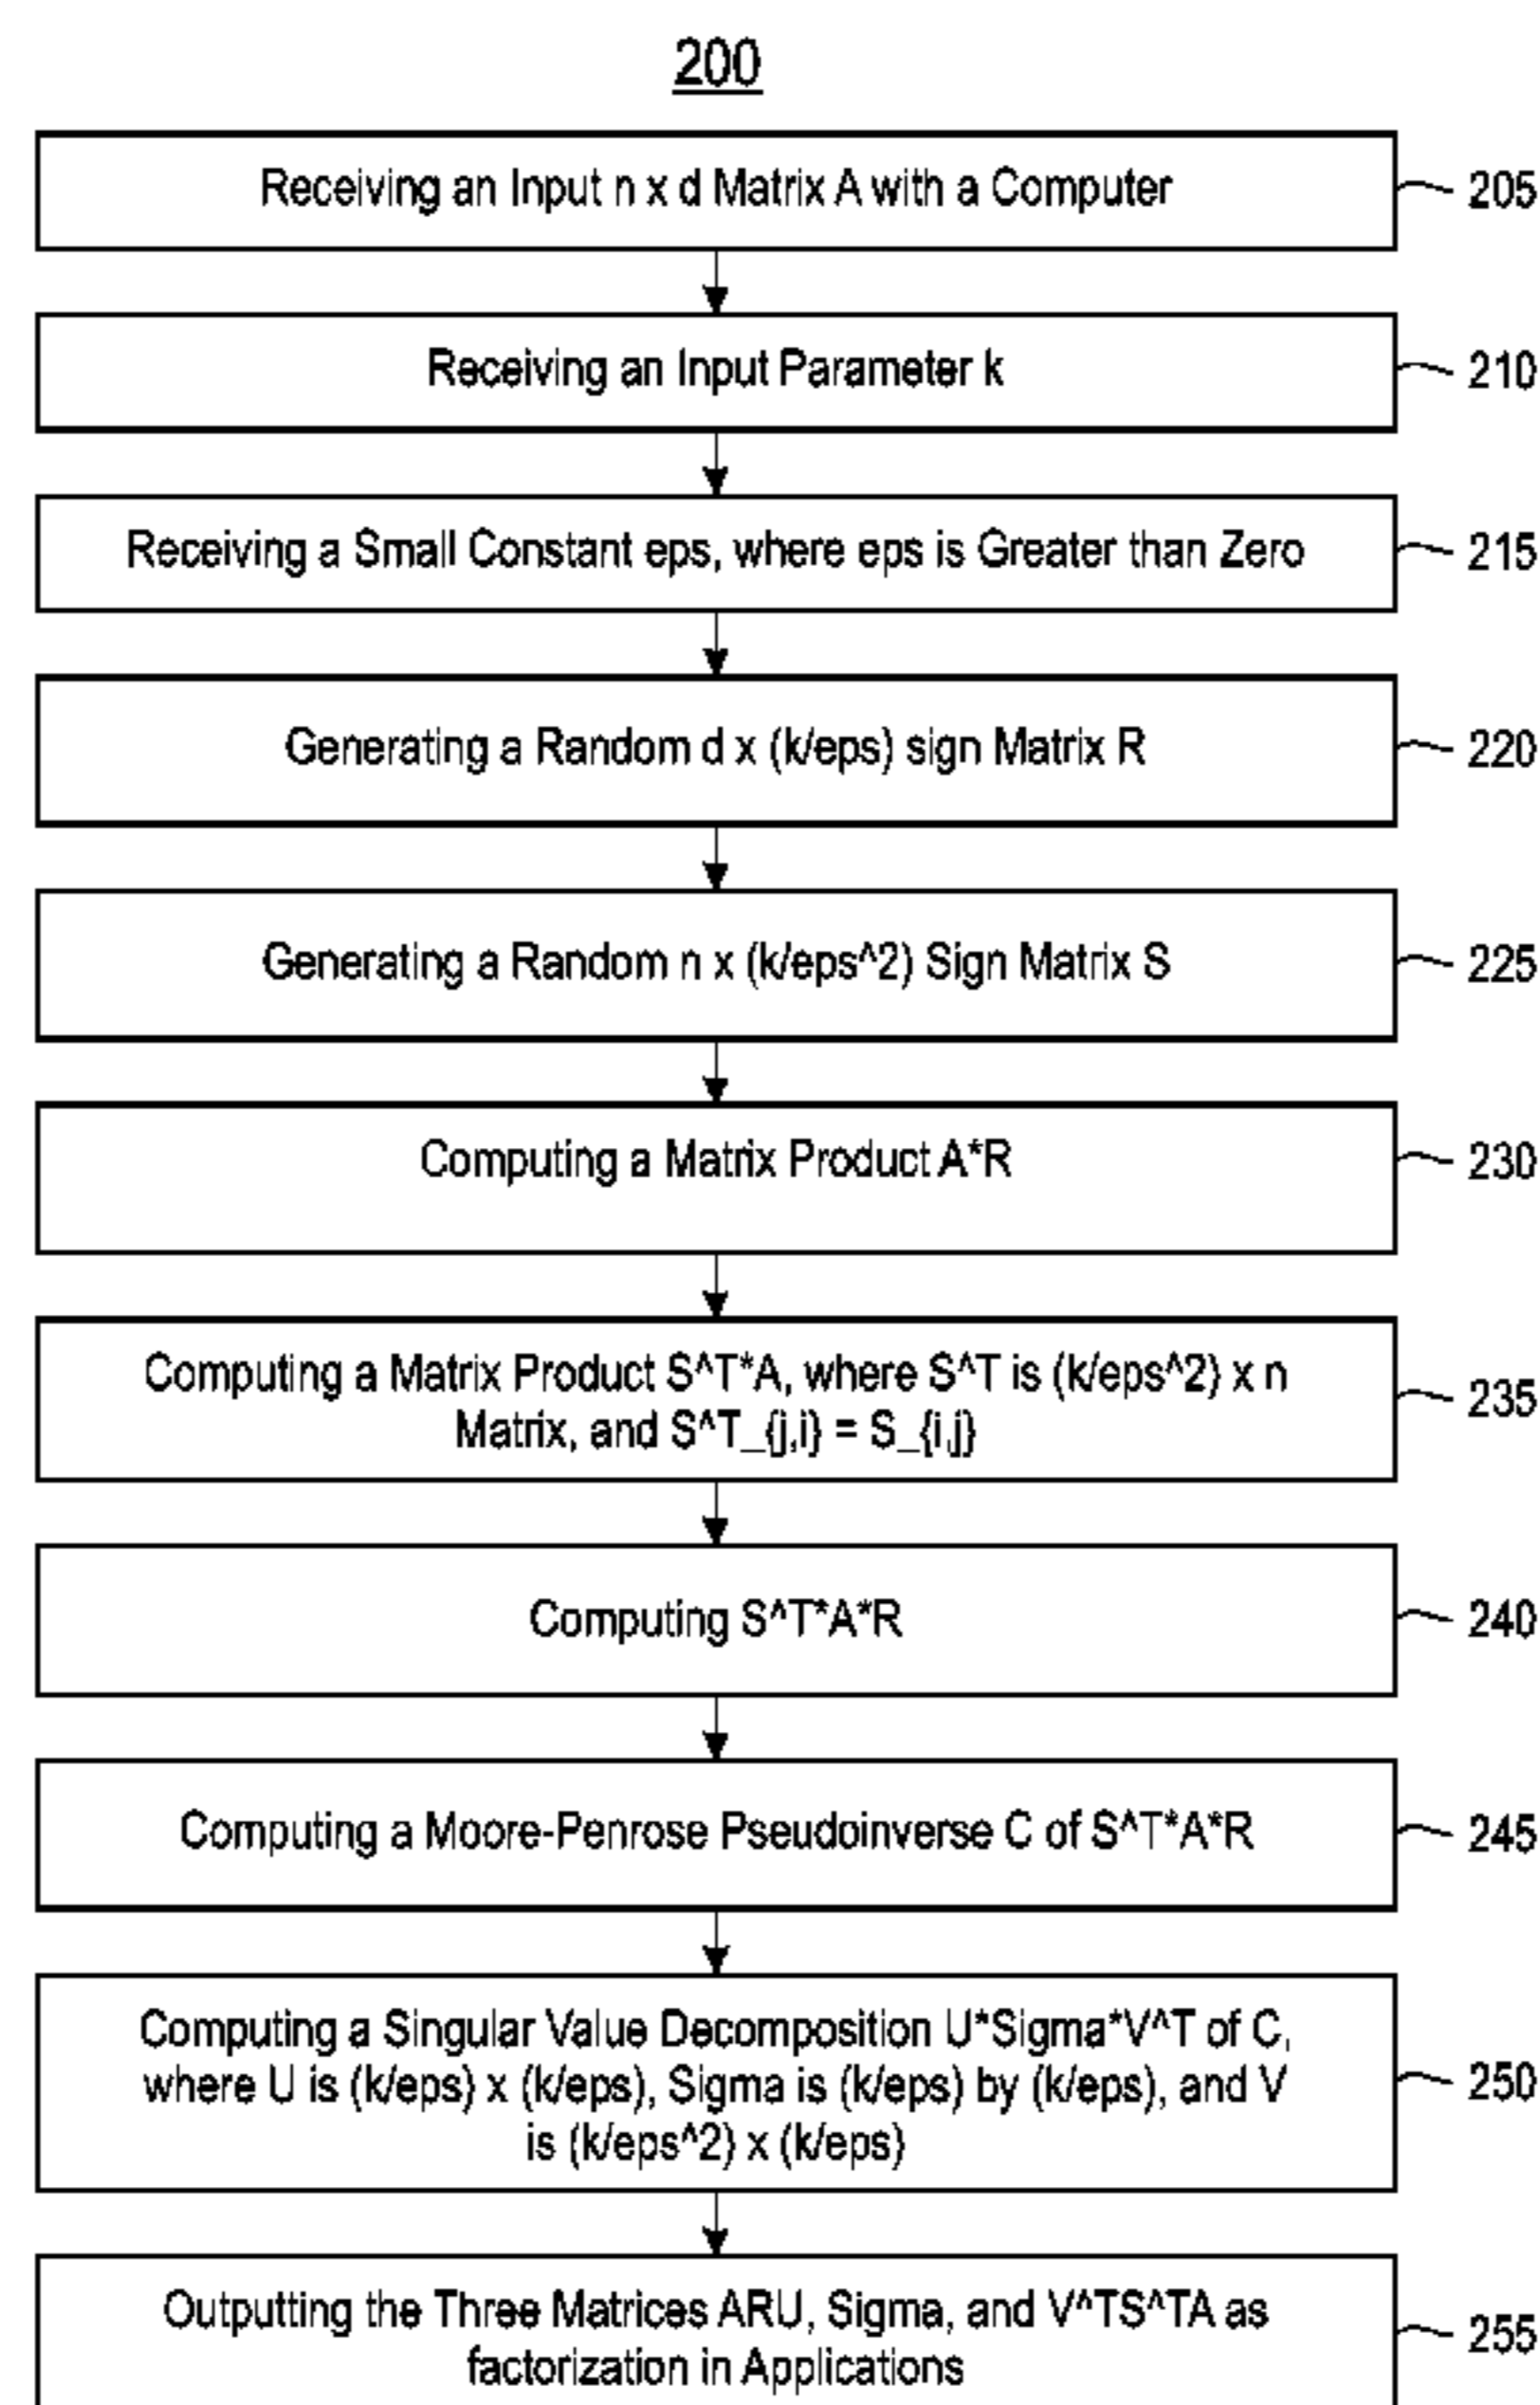 200
Receiving an Input n x d Matrix A with a Computer
205
Receiving an Input Parameter k
210
Receiving a Small Constant eps, where eps is Greater than Zero
215
Generating a Random d x (k/eps) sign Matrix R
220
Generating a Random n x (k/eps^2) Sign Matrix S
225
Computing a Matrix Product A*R
230
Computing a Matrix Product S^T*A, where S^T is (k/eps^2) x n
Matrix, and S^T_{j,i} = S_{i,j}
235
Computing S^T*A*R
240
Computing a Moore-Penrose Pseudoinverse C of S^T*A*R
245
Computing a Singular Value Decomposition U*Sigma*V^T of C,
where U is (k/eps) x (k/eps), Sigma is (k/eps) by (k/eps), and V
is (k/eps^2) x (k/eps)
250
Outputting the Three Matrices ARU, Sigma, and V^TS^TA as
factorization in Applications
255